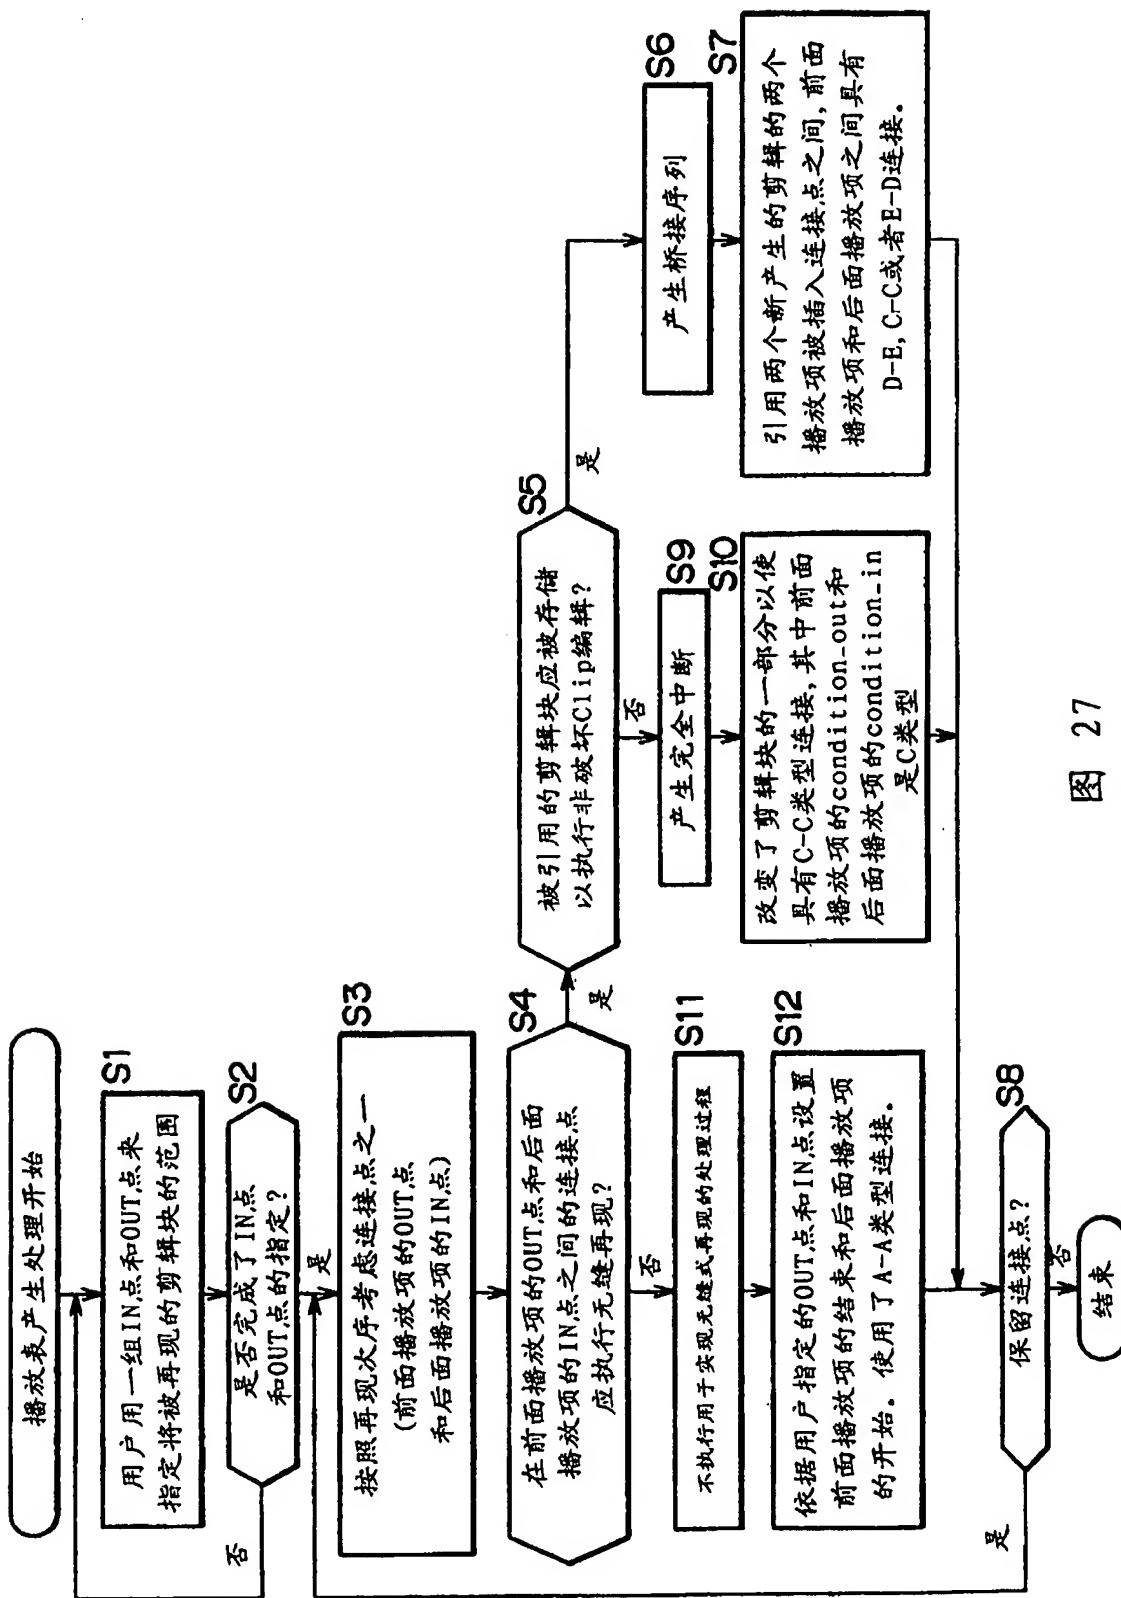 播放表产生处理开始
S1
用户用一组IN点和OUT点来
指定将被再现的剪辑块的范围
S2
是否完成了IN点
和OUT点的指定?
否
是
S3
按照再现次序考虑连接点之一
(前面播放项的OUT点
和后面播放项的IN点)
S4
在前面播放项的OUT点和后面
播放项的IN点之间的连接点
应执行无缝再现?
是
否
S5
被引用的剪辑块应被存储
以执行非破坏Clip编辑?
是
否
S6
产生桥接序列
S7
引用两个新产生的剪辑的两个
播放项被插入连接点之间,前面
播放项和后面播放项之间具有
D-E,C-C或者E-D连接。
S9
产生完全中断
S10
改变了剪辑块的一部分以使
具有C-C类型连接,其中前面
播放项的condition-out和
后面播放项的condition_in
是C类型
S11
不执行用于实现无缝式再现的处理过程
S12
依据用户指定的OUT点和IN点设置
前面播放项的结束和后面播放项
的开始。使用了A-A类型连接。
S8
保留连接点?
是
否
结束
图 27